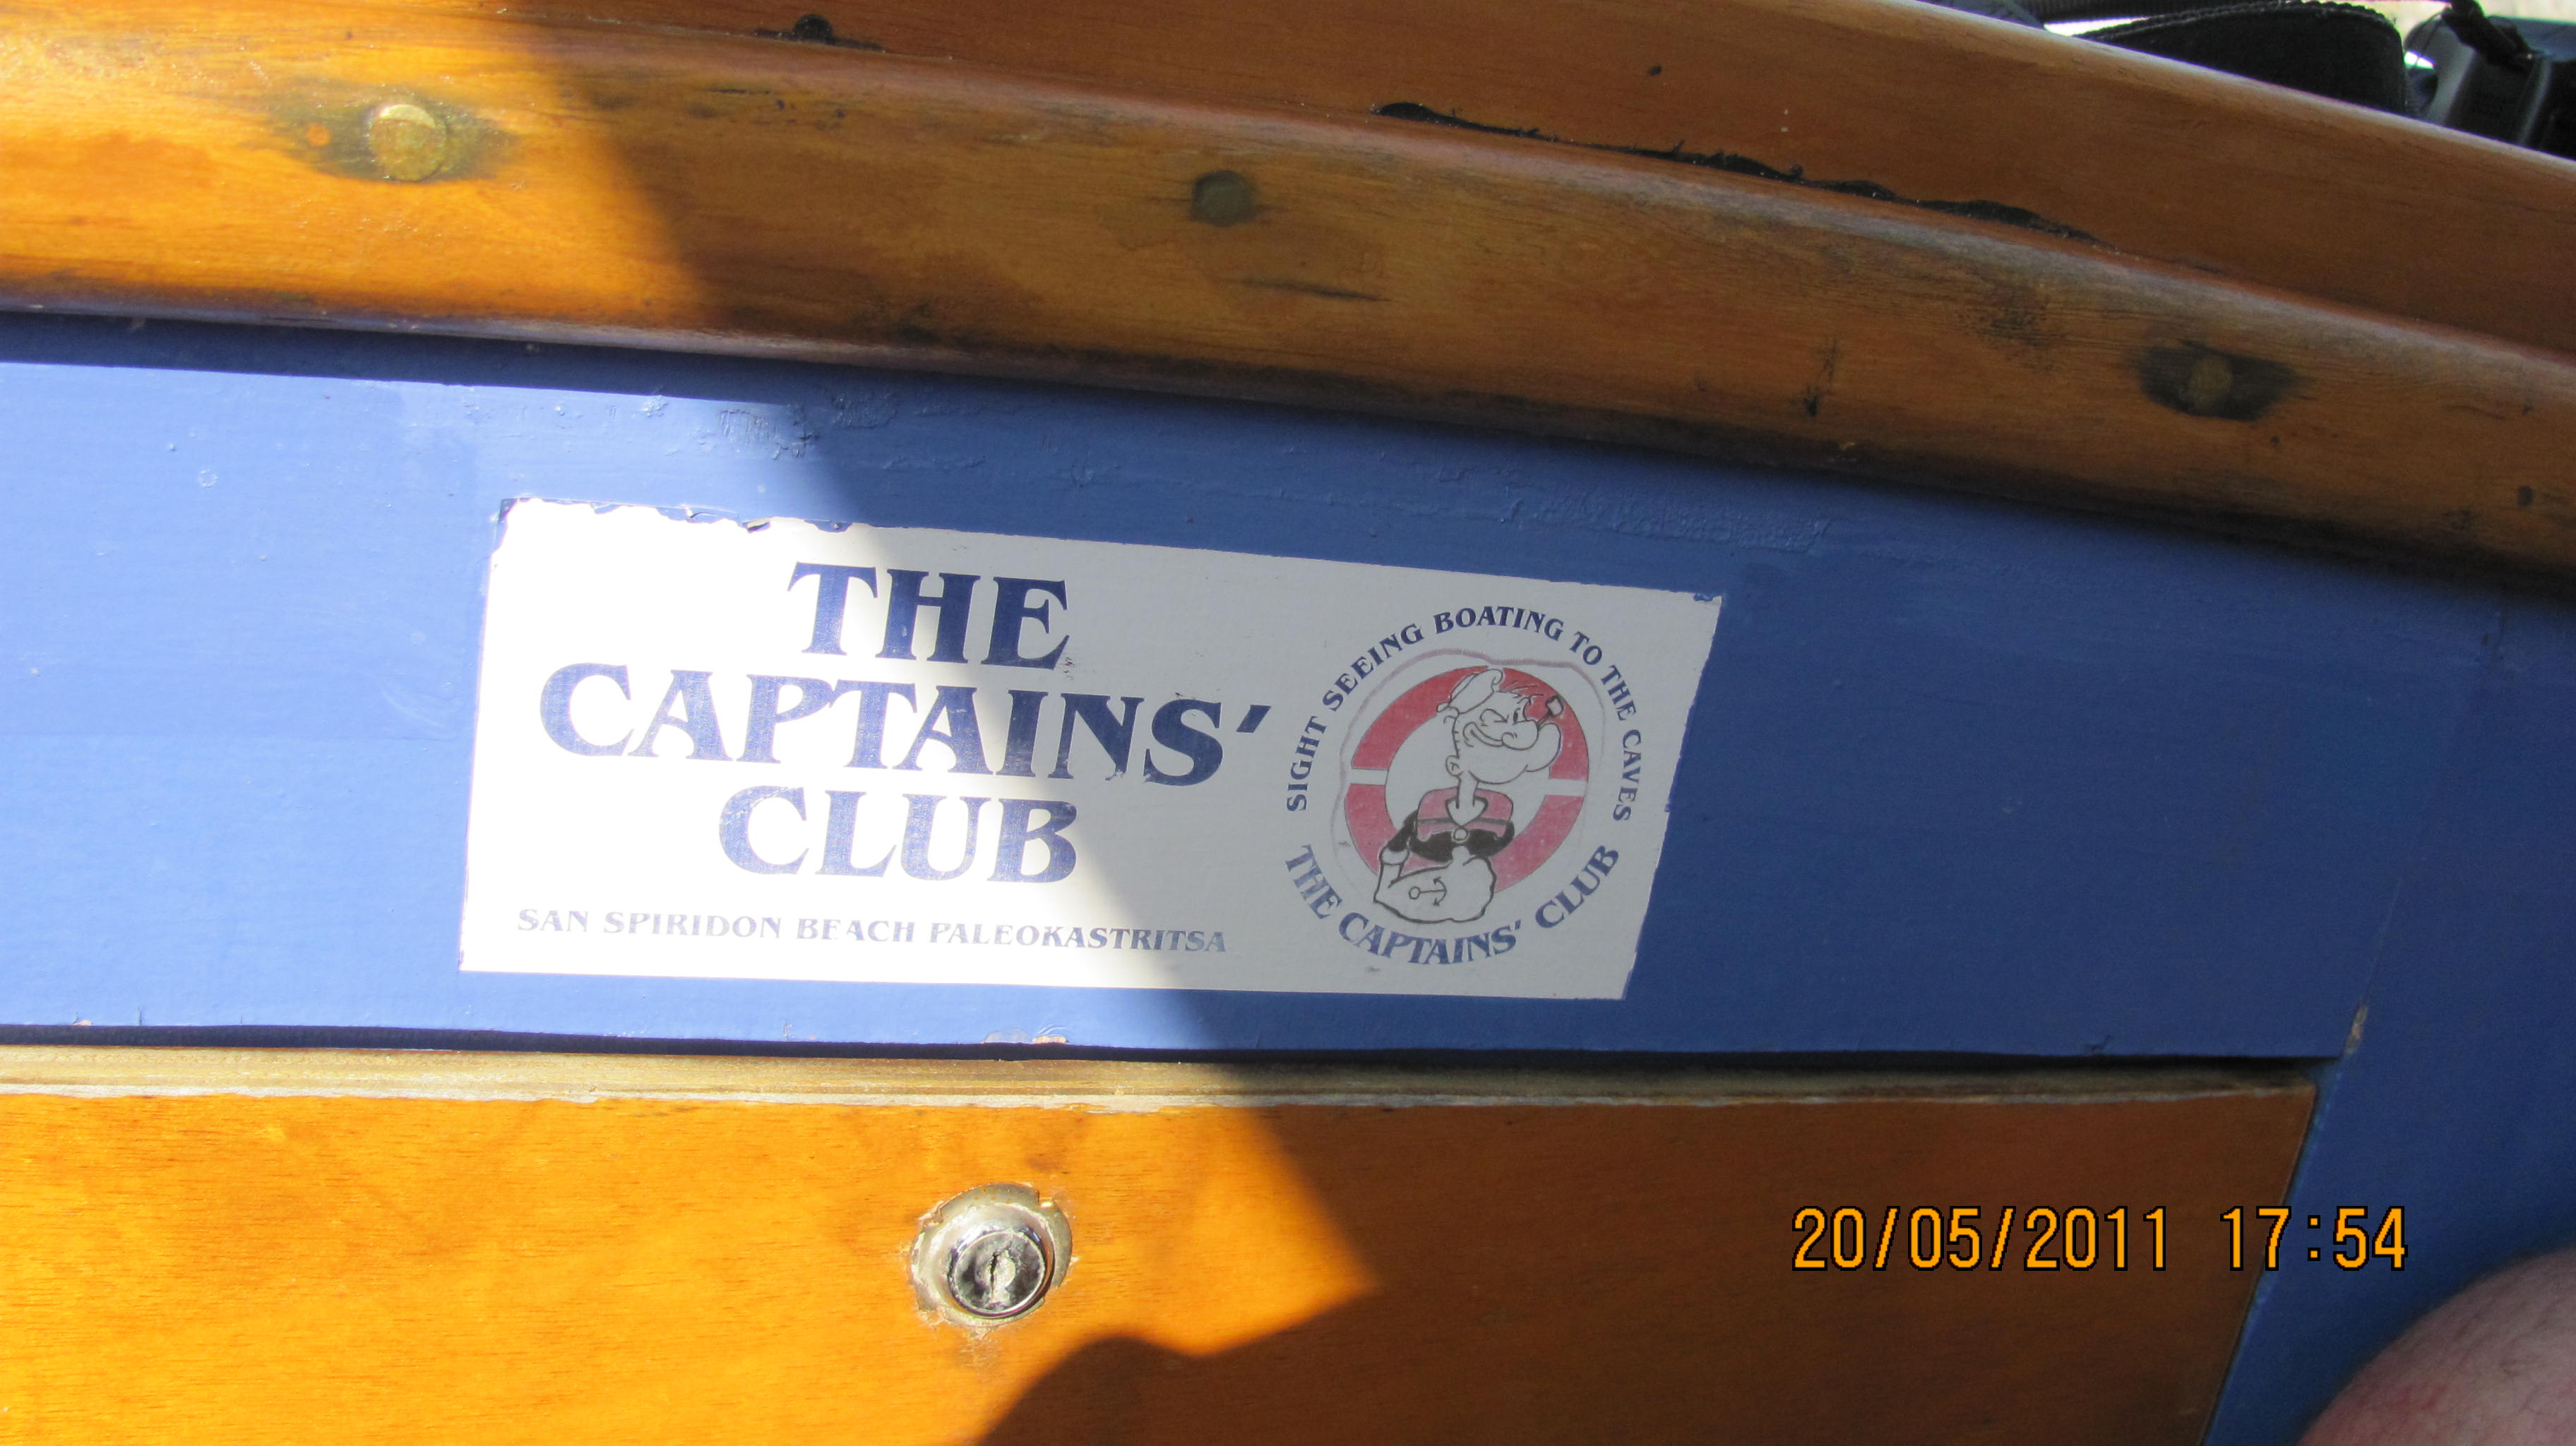 THE
CAPTAINS'
CLUB
SAN SPIRIDON BEACH PALEOKASTRITSA
SIGHT SEEING BOATING TO THE CAVES
THE CAPTAINS' CLUB
20/05/2011 17:54